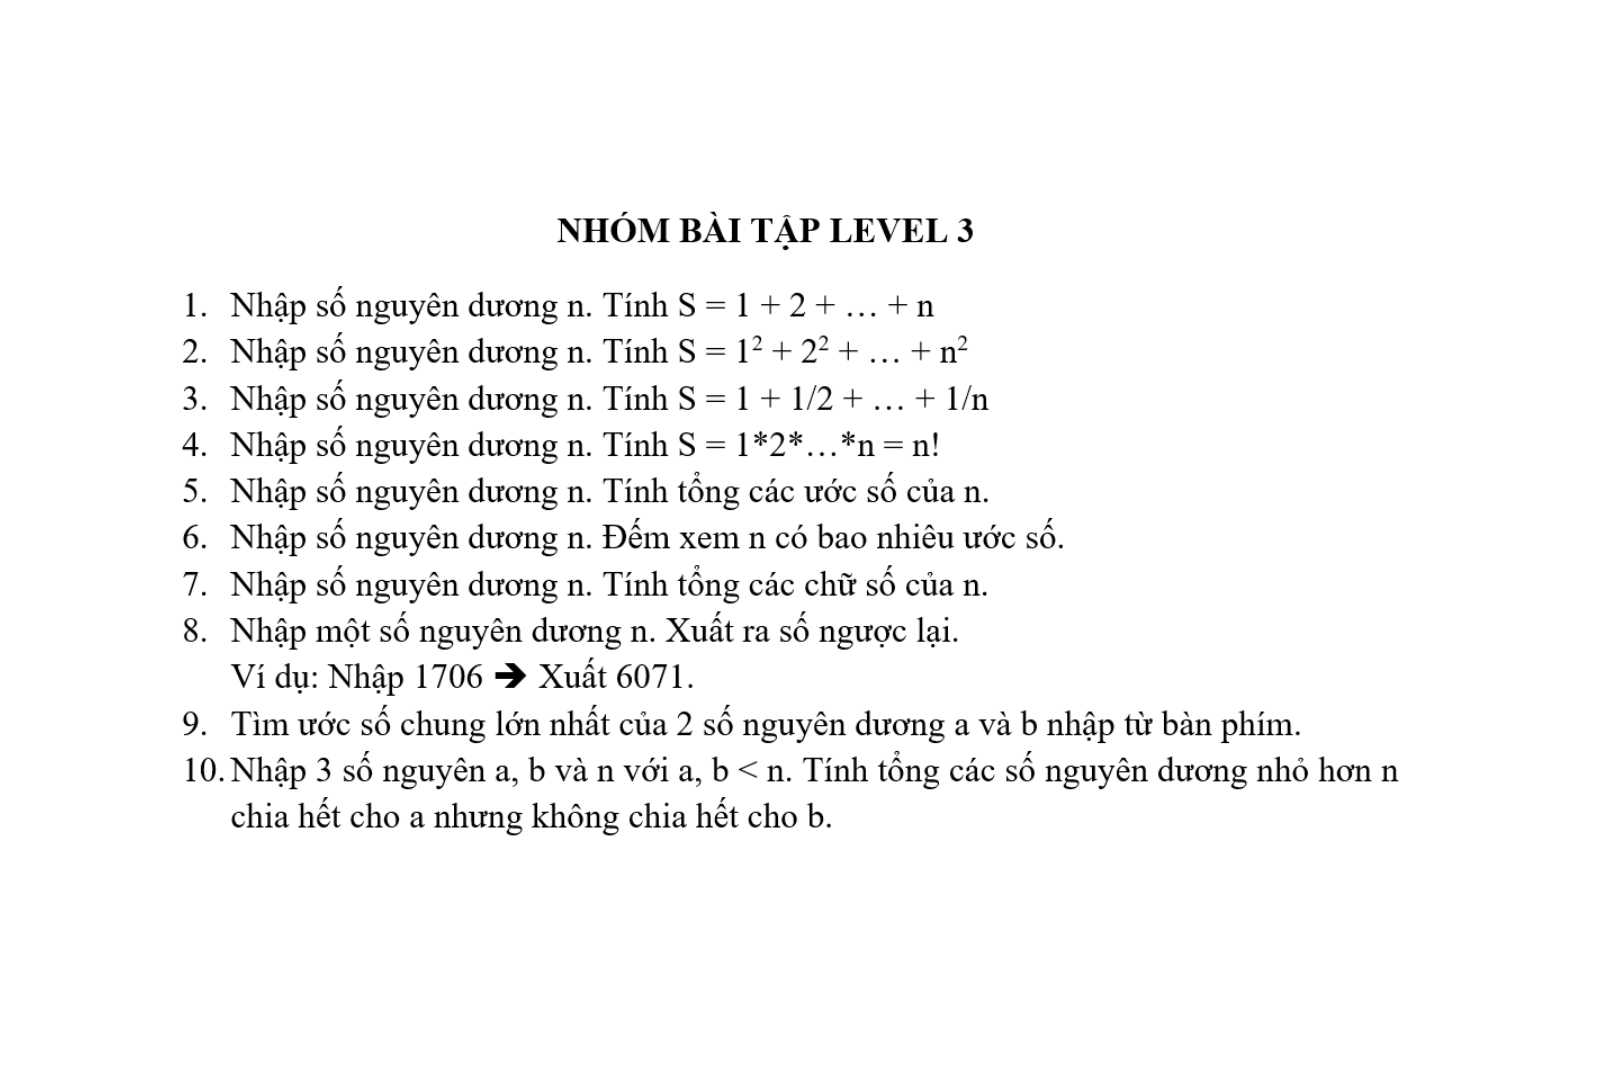 NHÓM BÀI TẬP LEVEL 3
1. Nhập số nguyên dương n. Tính S = 1 + 2 + … + n
2. Nhập số nguyên dương n. Tính S = 1² + 2² + … + n²
3. Nhập số nguyên dương n. Tính S = 1 + 1/2 + … + 1/n
4. Nhập số nguyên dương n. Tính S = 1*2*…*n = n!
5. Nhập số nguyên dương n. Tính tổng các ước số của n.
6. Nhập số nguyên dương n. Đếm xem n có bao nhiêu ước số.
7. Nhập số nguyên dương n. Tính tổng các chữ số của n.
8. Nhập một số nguyên dương n. Xuất ra số ngược lại.
Ví dụ: Nhập 1706 ➔ Xuất 6071.
9. Tìm ước số chung lớn nhất của 2 số nguyên dương a và b nhập từ bàn phím.
10. Nhập 3 số nguyên a, b và n với a, b < n. Tính tổng các số nguyên dương nhỏ hơn n
chia hết cho a nhưng không chia hết cho b.